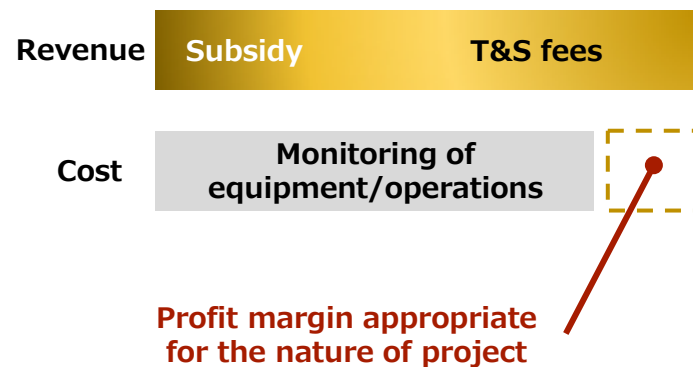 Revenue Subsidy T&S fees
Cost
Monitoring of
equipment/operations
Profit margin appropriate
for the nature of project